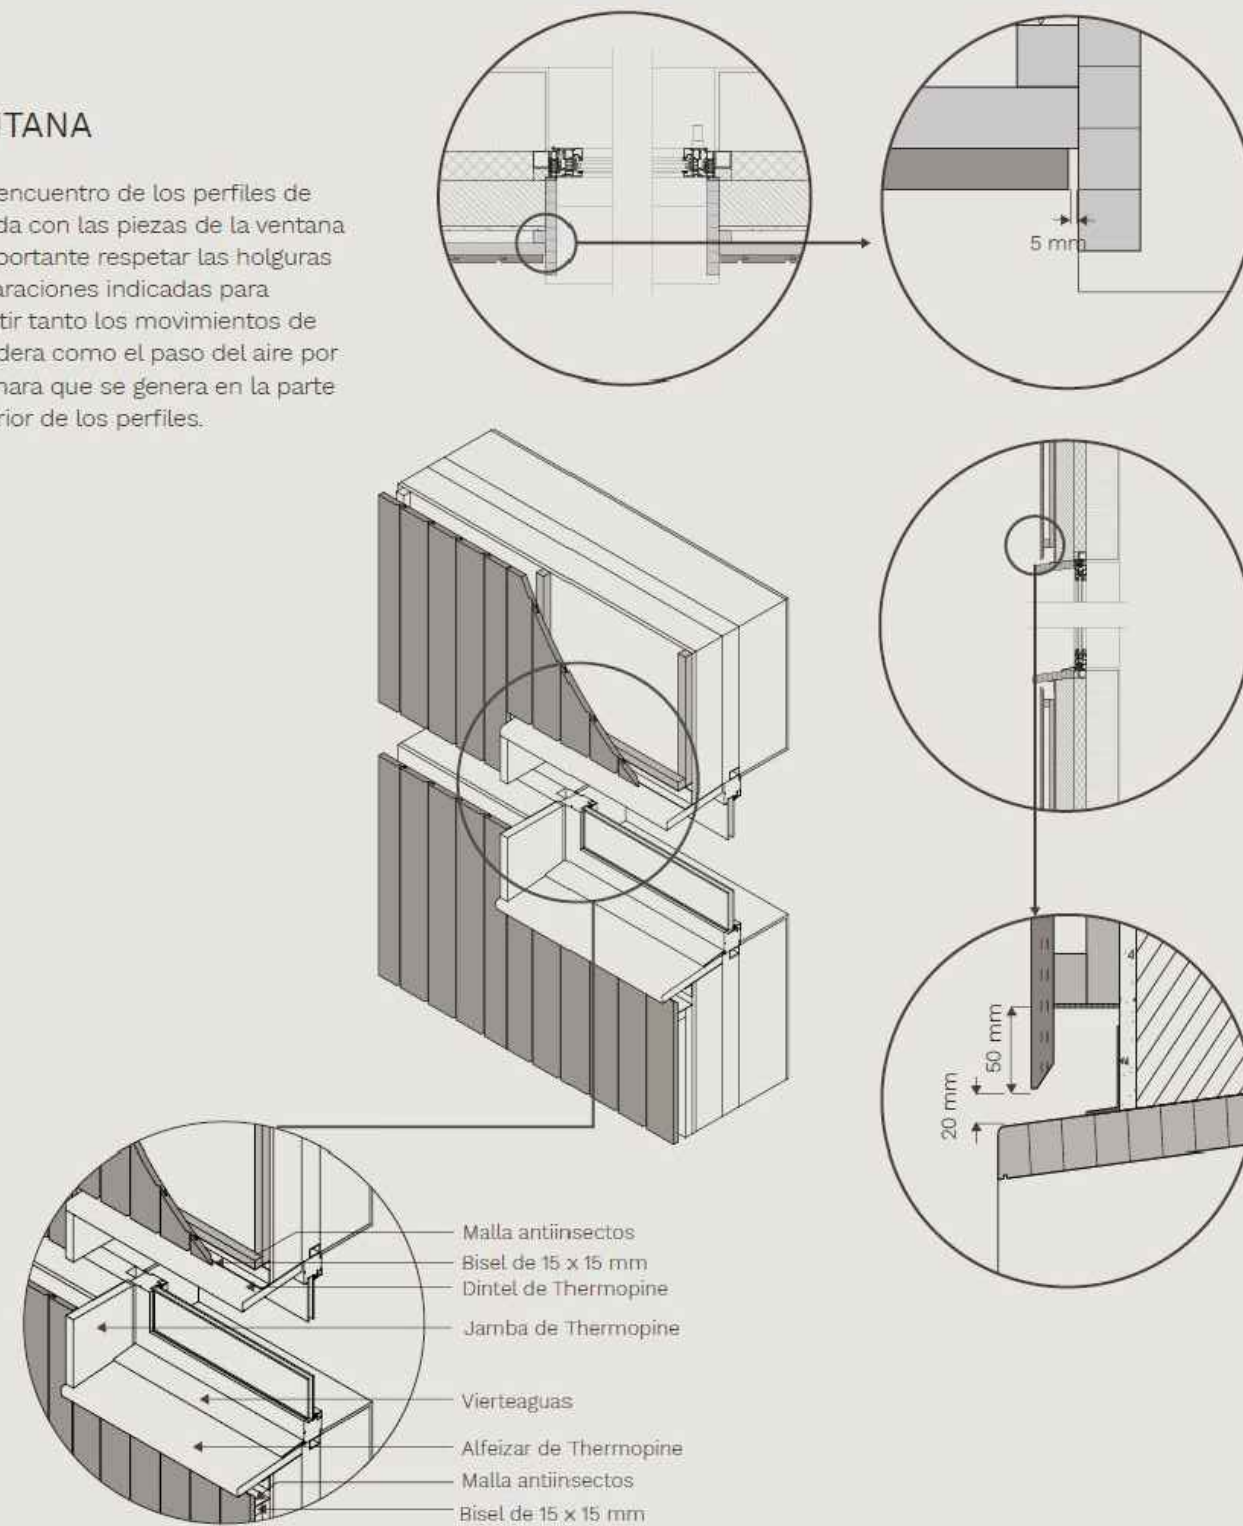 TANA
encuentro de los perfiles de
da con las piezas de la ventana
portante respetar las holguras
araciones indicadas para
tir tanto los movimientos de
dera como el paso del aire por
nara que se genera en la parte
rior de los perfiles.
5 mm
50 mm
20 mm
Malla antiinsectos
Bisel de 15 x 15 mm
Dintel de Thermopine
Jamba de Thermopine
Vierteaguas
Alfeizar de Thermopine
Malla antiinsectos
Bisel de 15 x 15 mm